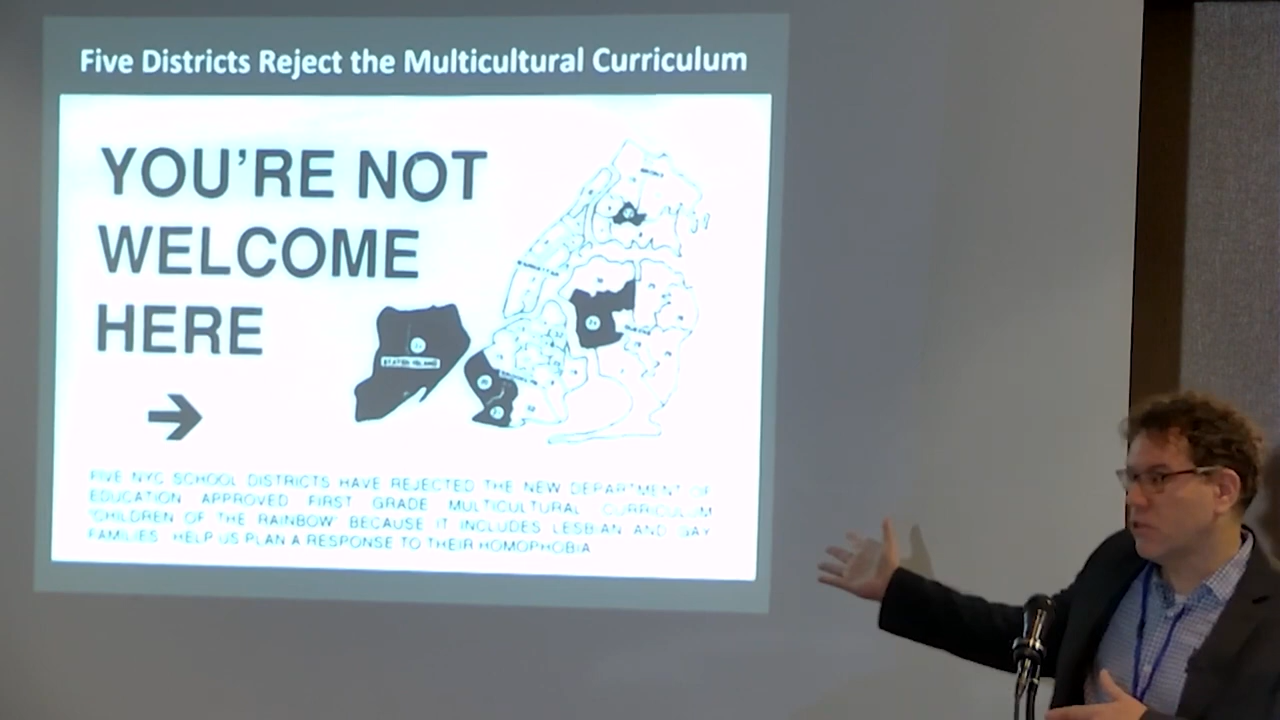 Five Districts Reject the Multicultural Curriculum
YOU'RE NOT
WELCOME
HERE
STATEN ISLAND
FIVE NYC SCHOOL DISTRICTS HAVE REJECTED THE NEW DEPARTMENT OF
EDUCATION APPROVED FIRST GRADE MULTICULTURAL CURRICULUM
"CHILDREN OF THE RAINBOW" BECAUSE IT INCLUDES LESBIAN AND GAY
FAMILIES. HELP US PLAN A RESPONSE TO THEIR HOMOPHOBIA